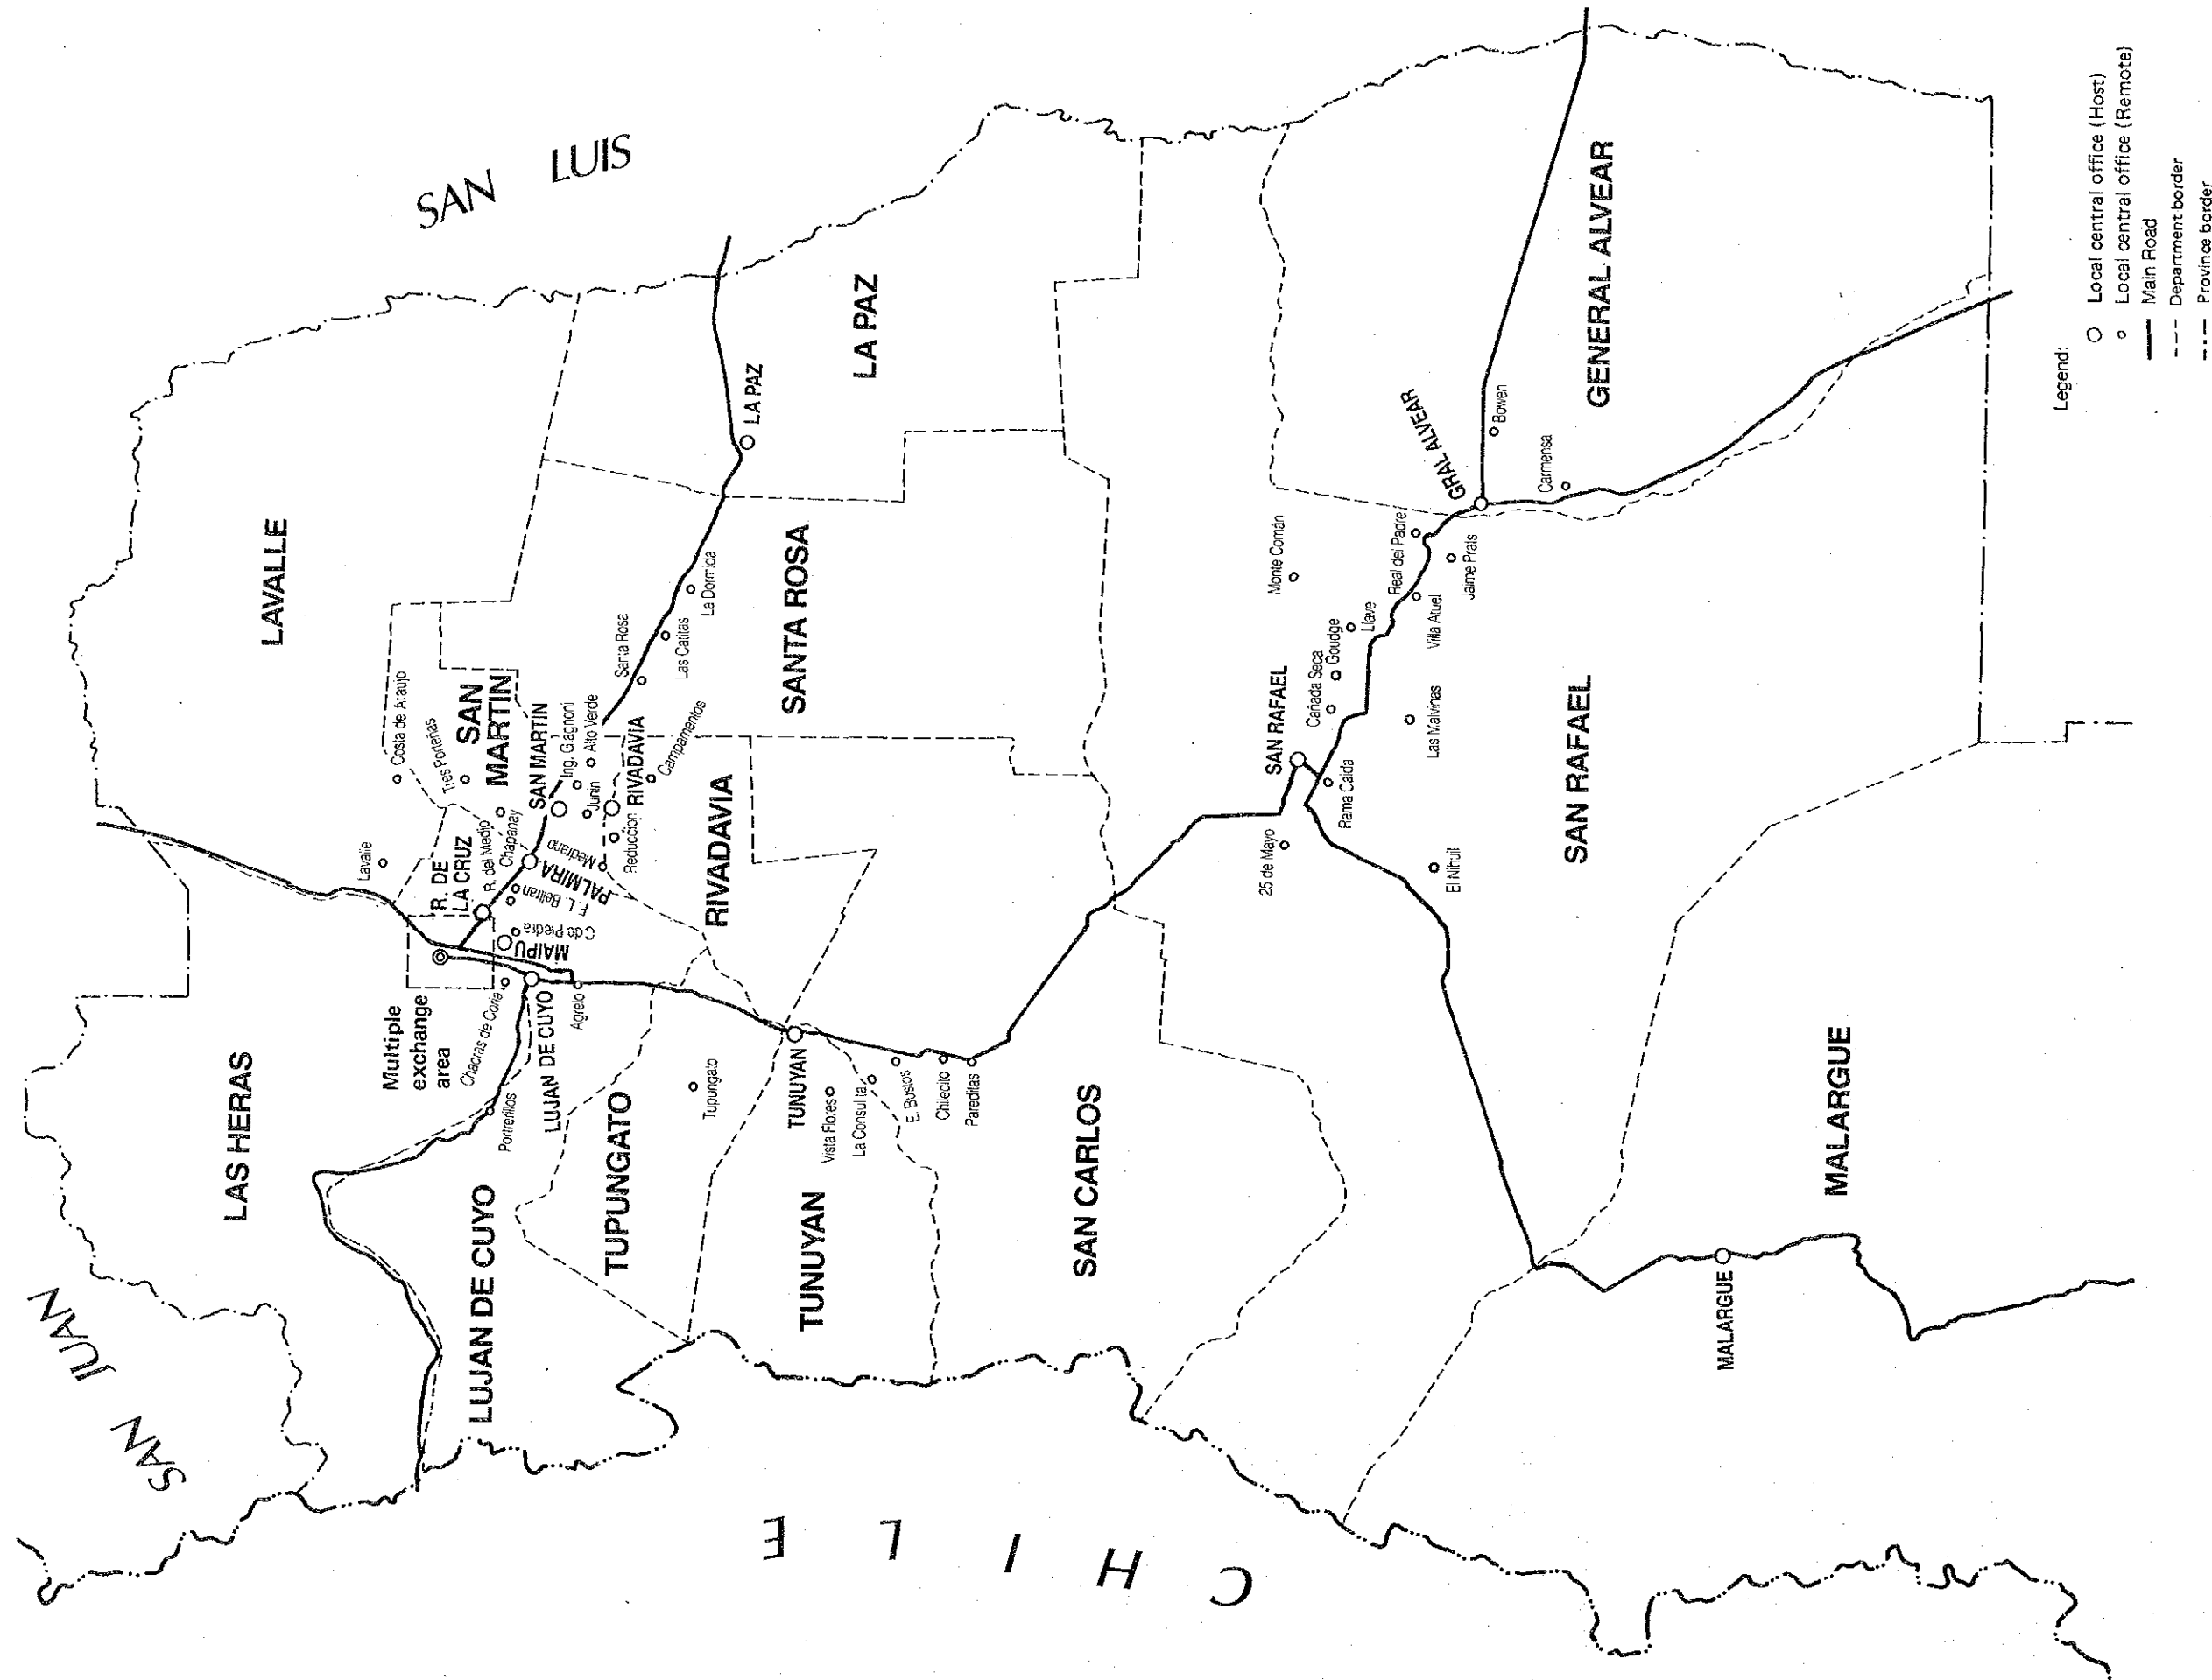 SAN JUAN
SAN LUIS
CHILE
LAS HERAS
LAVALLE
Multiple
exchange
area
Lavalle
Costa de Araujo
Tres Porteñas
SAN
MARTIN
R. DE
LA CRUZ
R. del Medio
Chapanay
SAN MARTIN
Ing. Giagnoni
Alto Verde
Junin
PALMIRA
Medrano
F. L. Beltran
C de Piedra
MAIPU
Reduccion
RIVADAVIA
Campamentos
RIVADAVIA
Santa Rosa
Las Catitas
La Dormida
SANTA ROSA
LA PAZ
LA PAZ
Chacras de Coria
Portrerillos
LUJAN DE CUYO
Agrelo
LUJAN DE CUYO
TUPUNGATO
Tupungato
TUNUYAN
TUNUYAN
Vista Flores
La Consulta
E. Bustos
Chilecito
Pareditas
SAN CARLOS
25 de Mayo
SAN RAFAEL
Rama Caida
Cañada Seca
Goudge
Llave
Monte Comán
Las Malvinas
El Nihuil
Villa Atuel
Real del Padre
Jaime Prats
SAN RAFAEL
GRAL ALVEAR
Bowen
Carmensa
GENERAL ALVEAR
MALARGUE
MALARGUE
Legend:
Local central office (Host)
Local central office (Remote)
Main Road
Department border
Province border